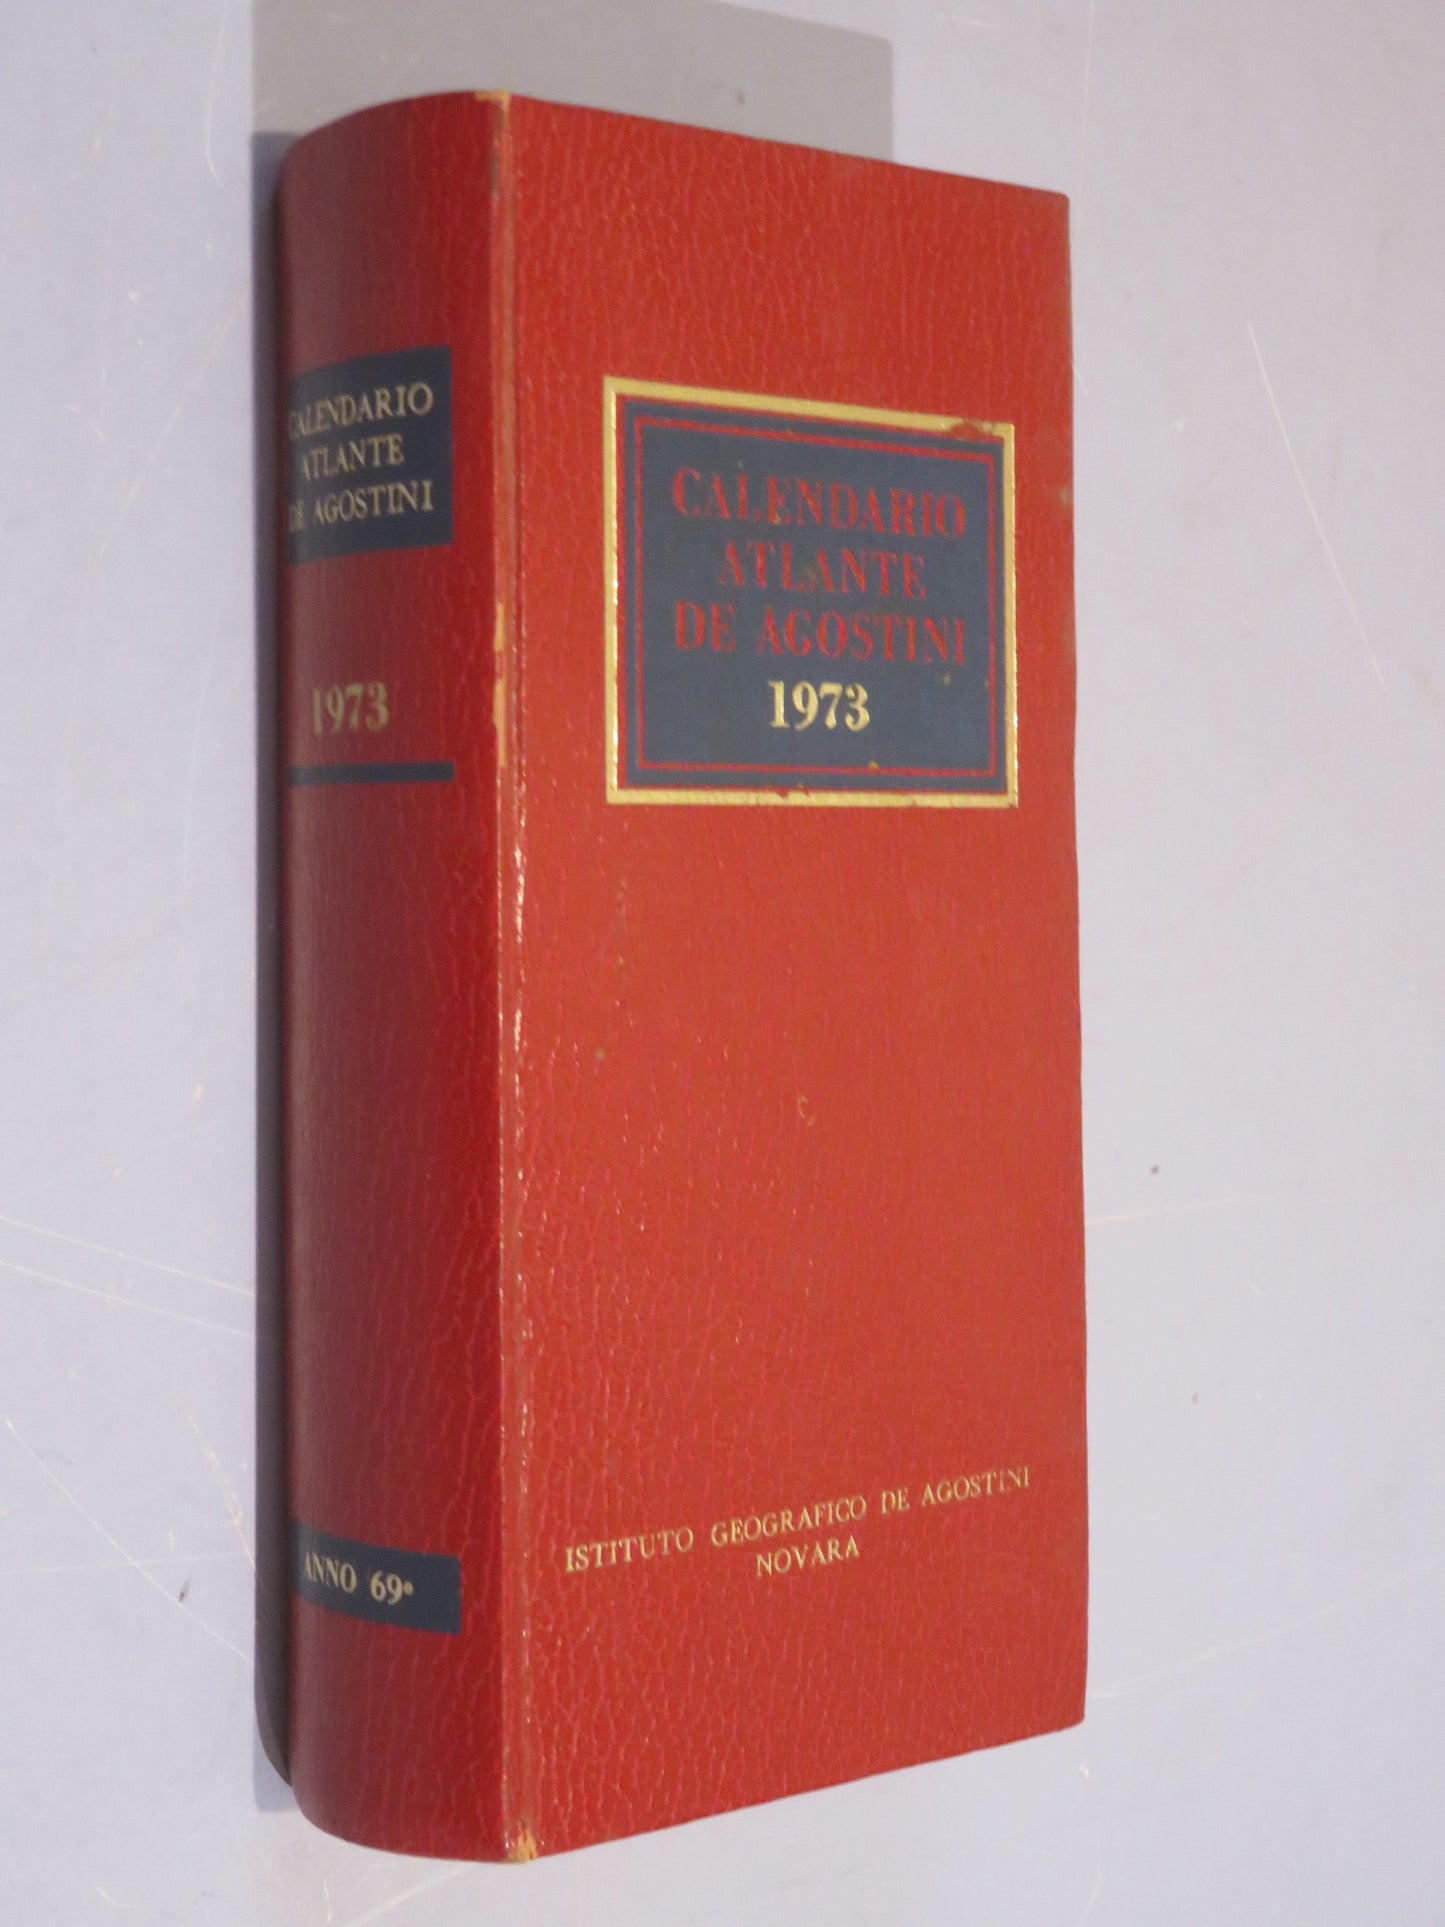 CALENDARIO
ATLANTE
DE AGOSTINI
1973
ANNO 69°
CALENDARIO
ATLANTE
DE AGOSTINI
1973
ISTITUTO GEOGRAFICO DE AGOSTINI
NOVARA